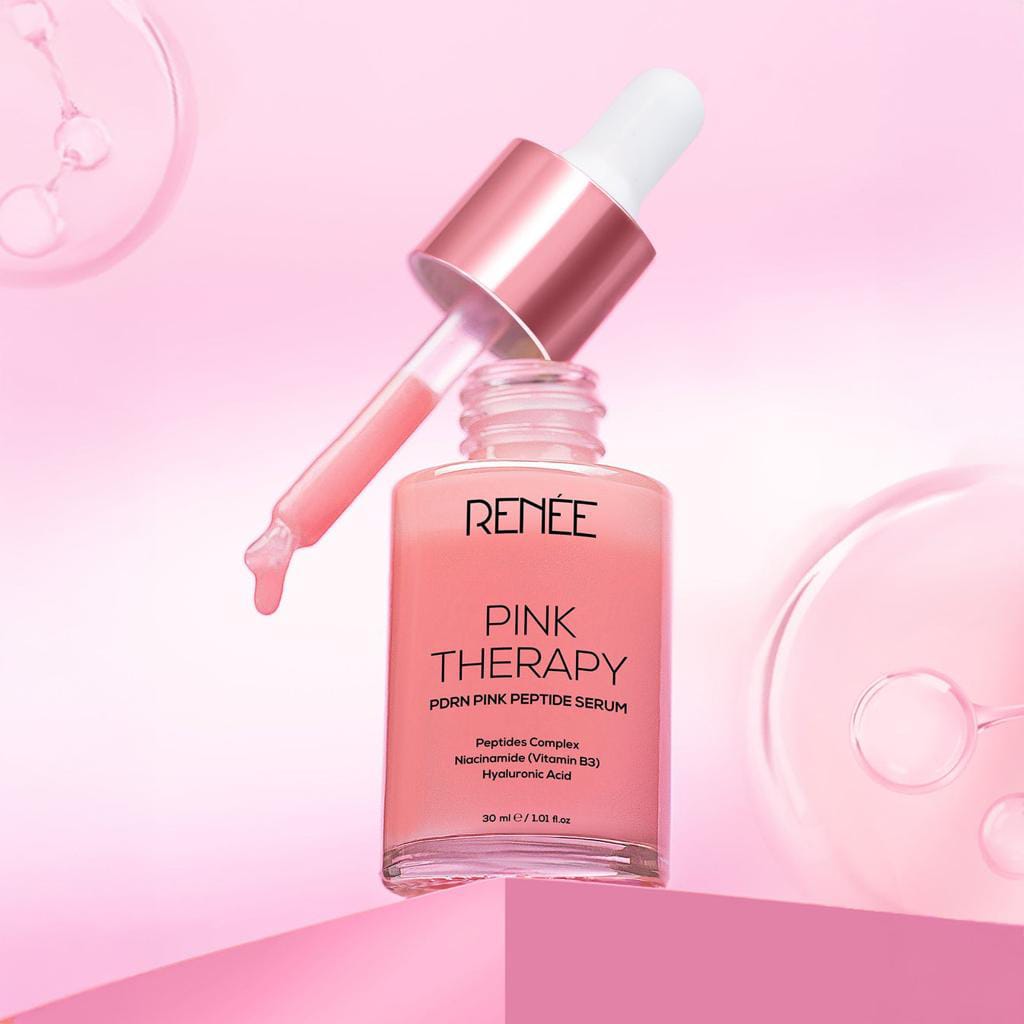 RENÉE
PINK
THERAPY
PDRN PINK PEPTIDE SERUM
Peptides Complex
Niacinamide (Vitamin B3)
Hyaluronic Acid
30 ml ℮ / 1.01 fl.oz